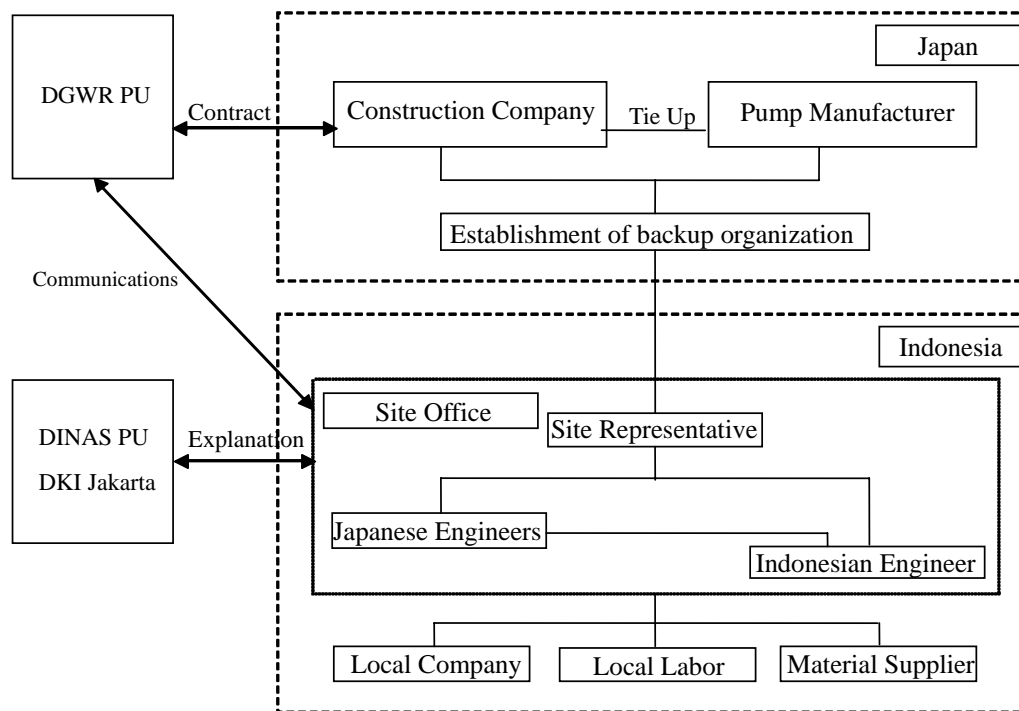 Japan
DGWR PU
Contract
Construction Company
Tie Up
Pump Manufacturer
Establishment of backup organization
Communications
Indonesia
Site Office
Site Representative
DINAS PU
DKI Jakarta
Explanation
Japanese Engineers
Indonesian Engineer
Local Company
Local Labor
Material Supplier